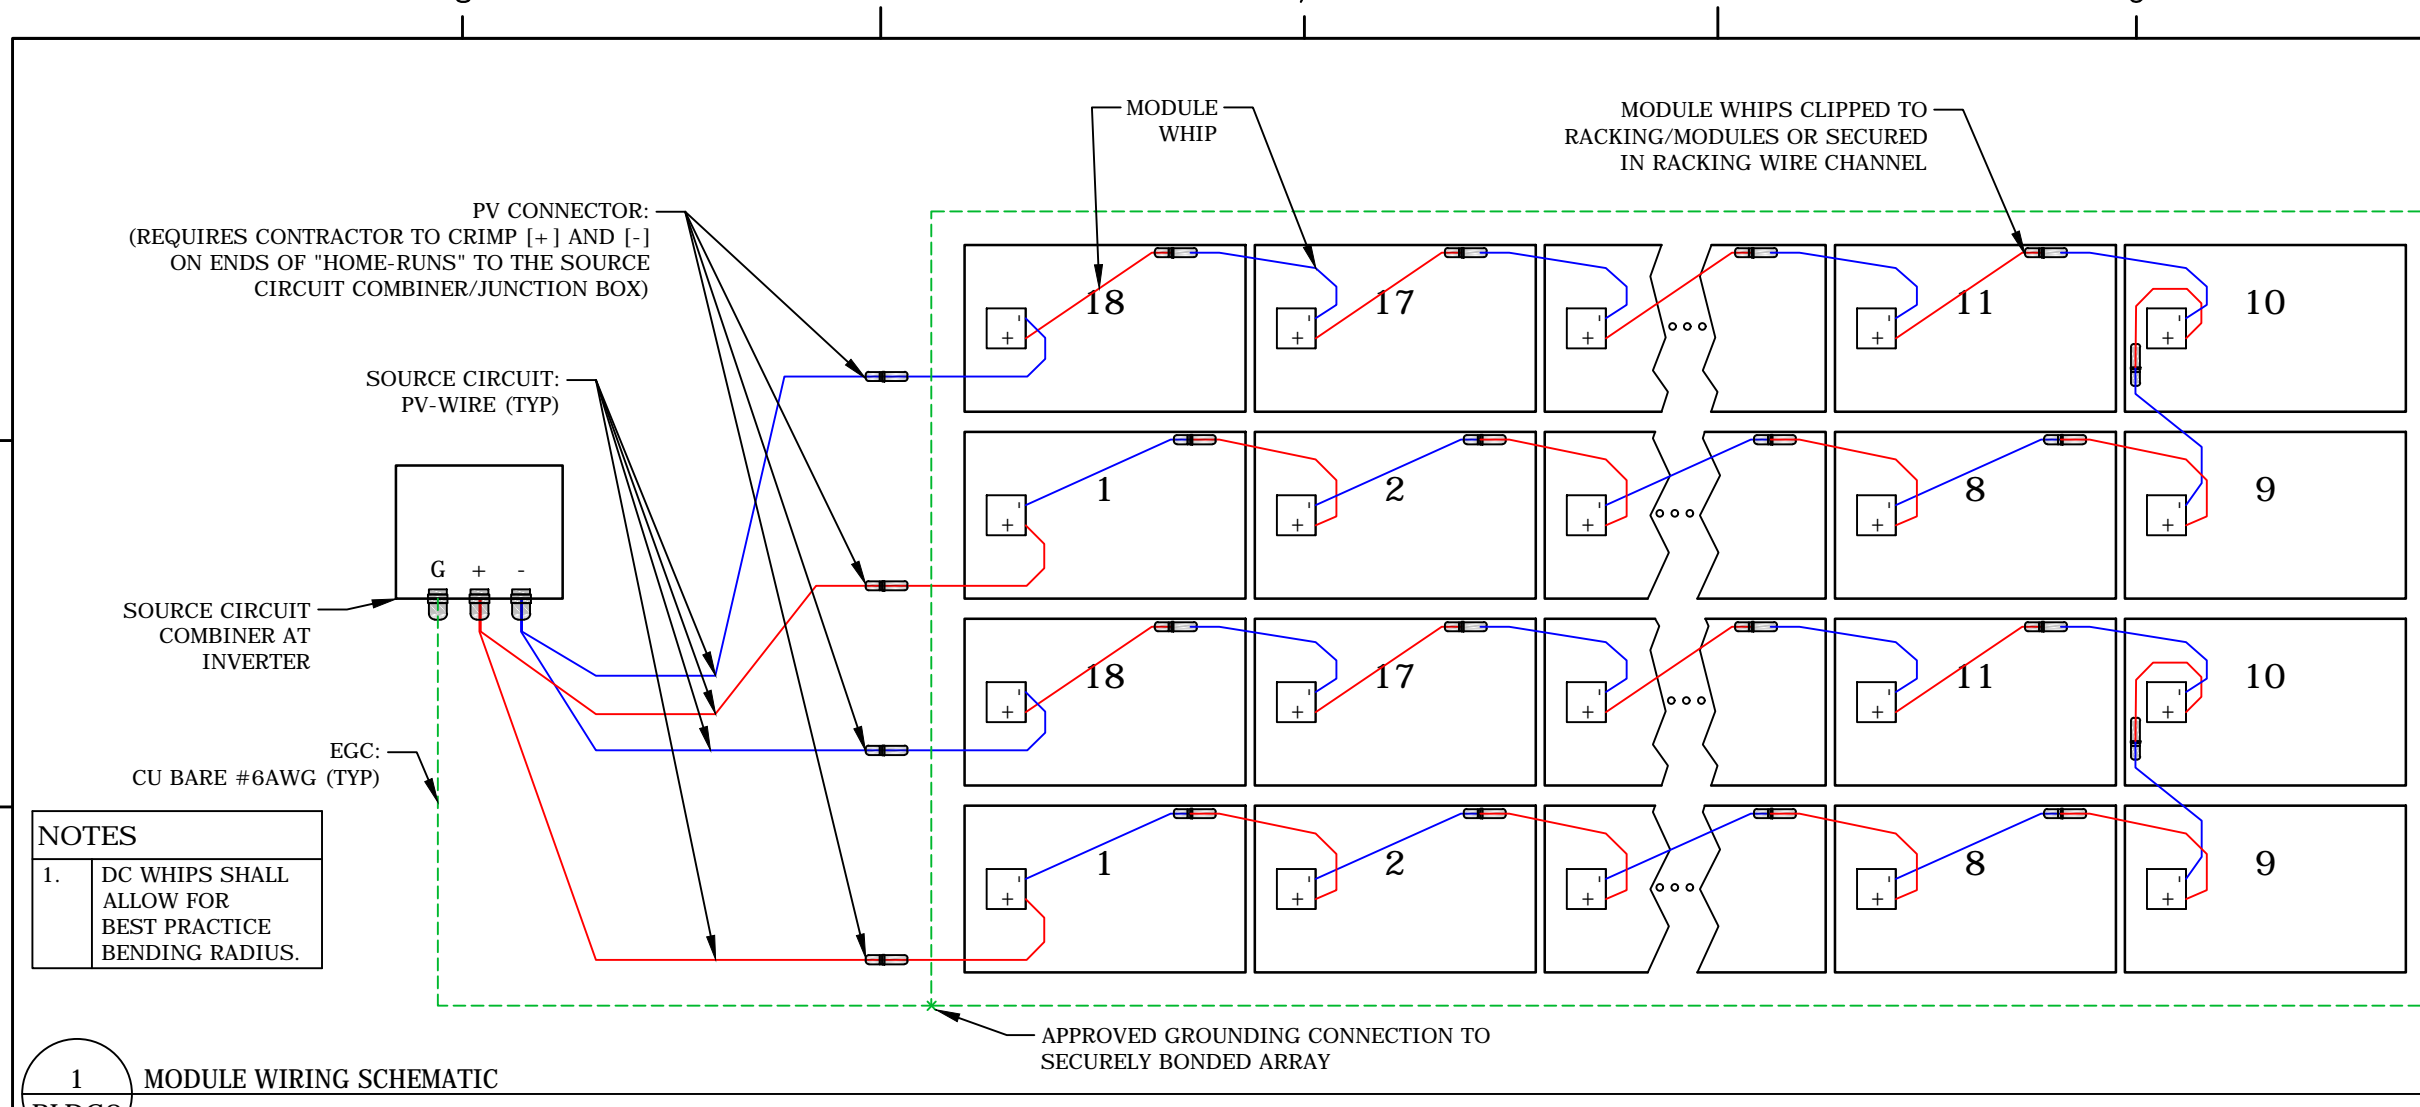 MODULE
WHIP
MODULE WHIPS CLIPPED TO
RACKING/MODULES OR SECURED
IN RACKING WIRE CHANNEL
PV CONNECTOR:
(REQUIRES CONTRACTOR TO CRIMP [+] AND [-]
ON ENDS OF "HOME-RUNS" TO THE SOURCE
CIRCUIT COMBINER/JUNCTION BOX)
18 17 11 10
- - - - -
+ + + + +
SOURCE CIRCUIT:
PV-WIRE (TYP)
1 2 8 9
- - - - -
+ + + + +
G + -
SOURCE CIRCUIT
COMBINER AT
INVERTER
18 17 11 10
- - - - -
+ + + + +
EGC:
CU BARE #6AWG (TYP)
1 2 8 9
- - - - -
+ + + + +
NOTES
1. DC WHIPS SHALL
ALLOW FOR
BEST PRACTICE
BENDING RADIUS.
APPROVED GROUNDING CONNECTION TO
SECURELY BONDED ARRAY
1 MODULE WIRING SCHEMATIC